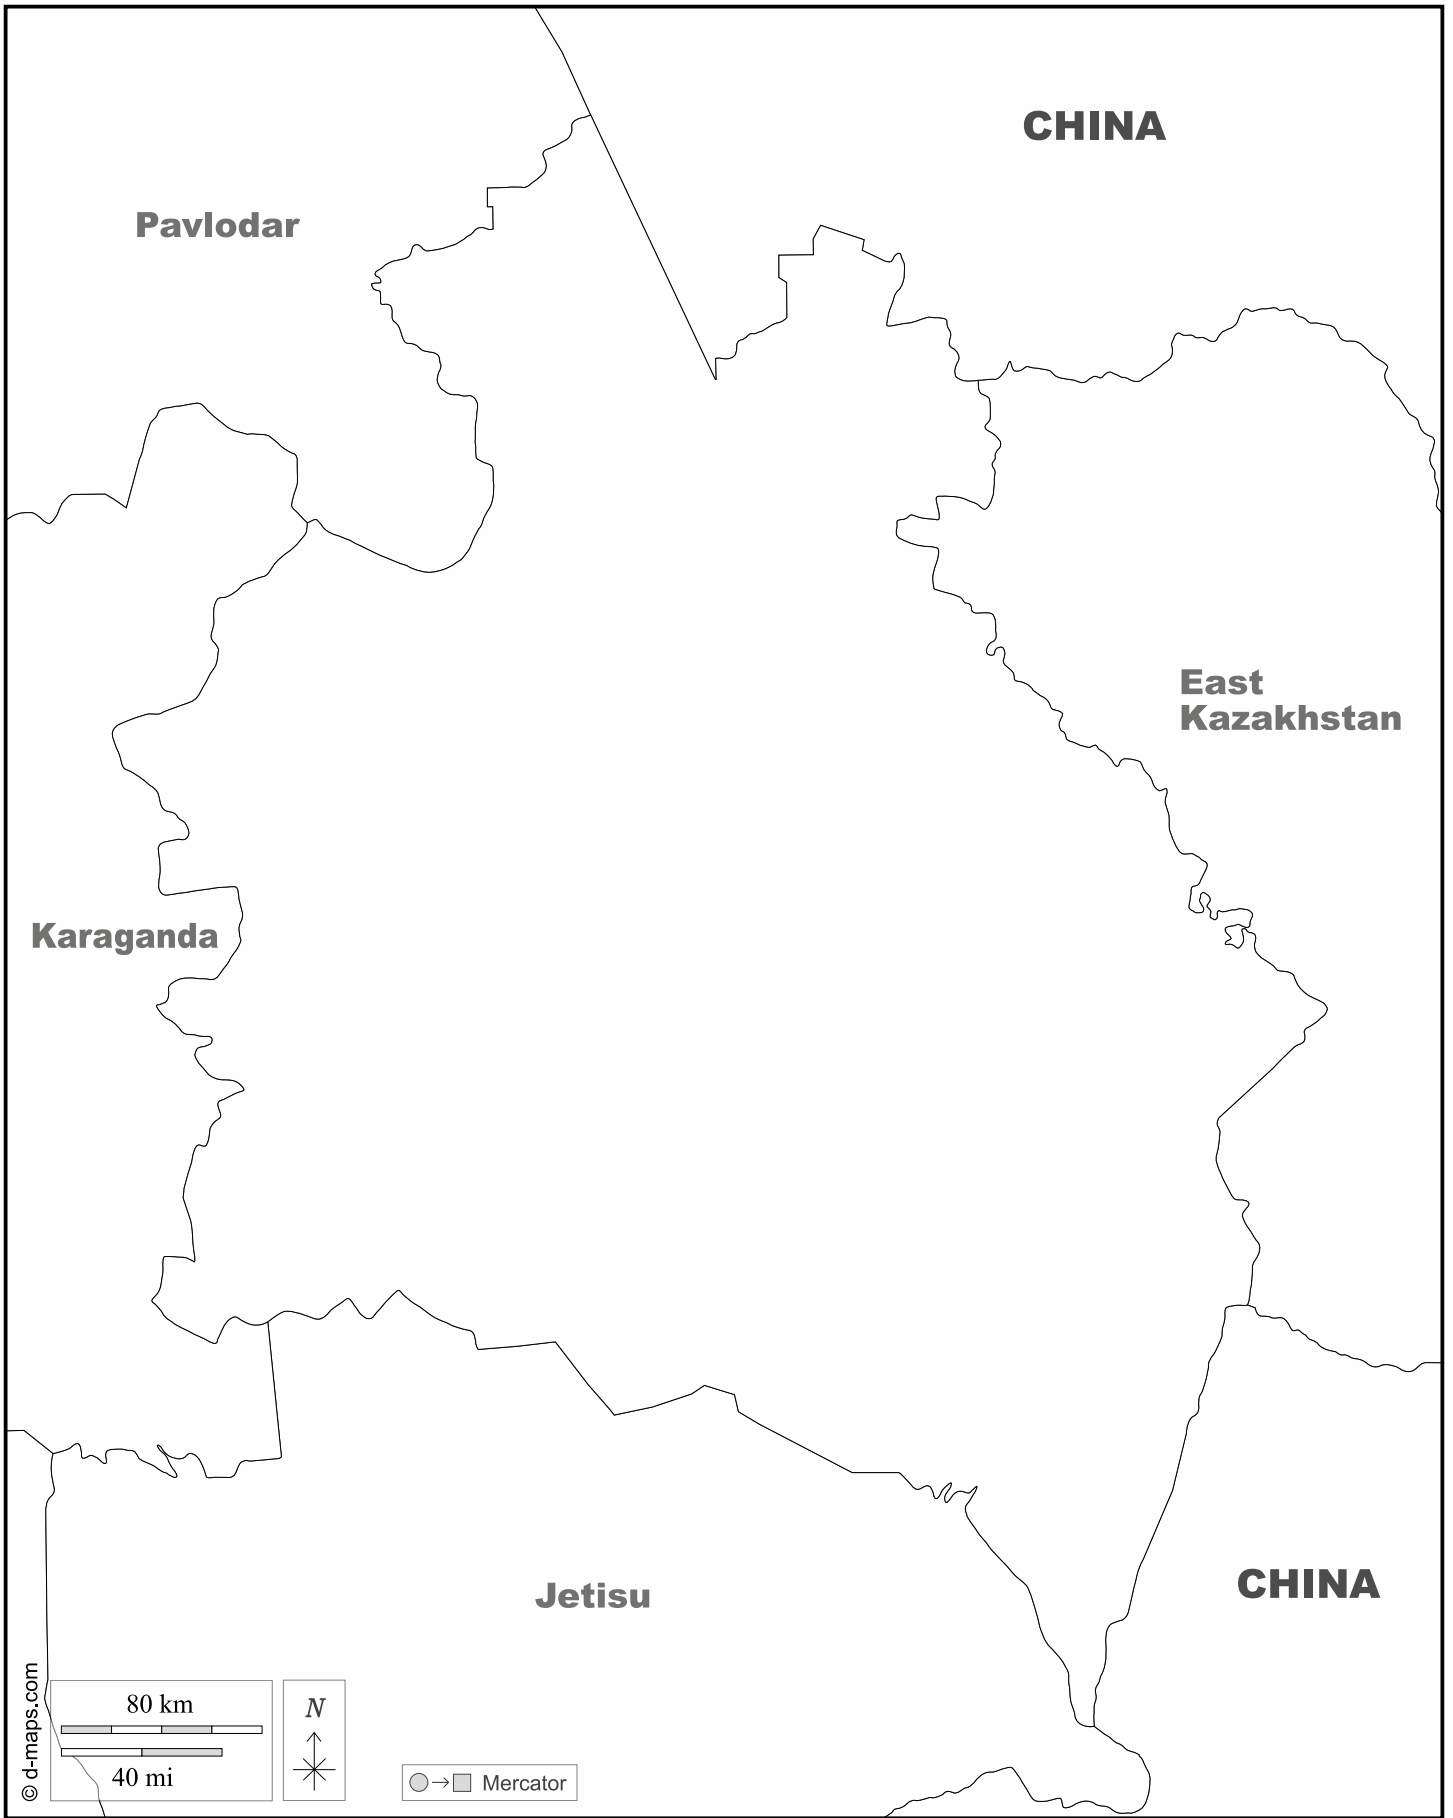 CHINA
Pavlodar
East
Kazakhstan
Karaganda
CHINA
Jetisu
© d-maps.com
80 km
40 mi
N
Mercator